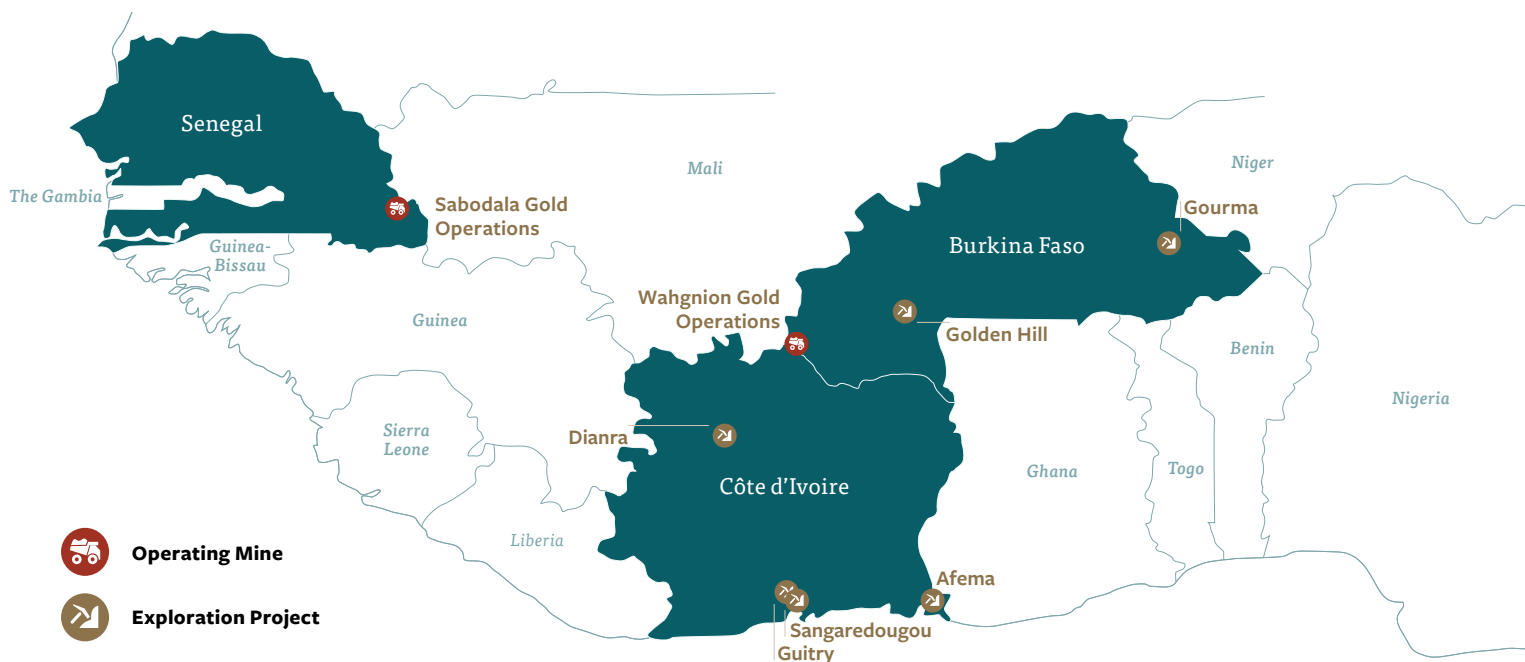 Senegal
Mali
Niger
The Gambia
Sabodala Gold
Operations
Gourma
Guinea-
Bissau
Burkina Faso
Wahgnion Gold
Operations
Guinea
Golden Hill
Benin
Nigeria
Sierra
Leone
Dianra
Ghana
Togo
Côte d'Ivoire
Liberia
Operating Mine
Afema
Exploration Project
Sangaredougou
Guitry